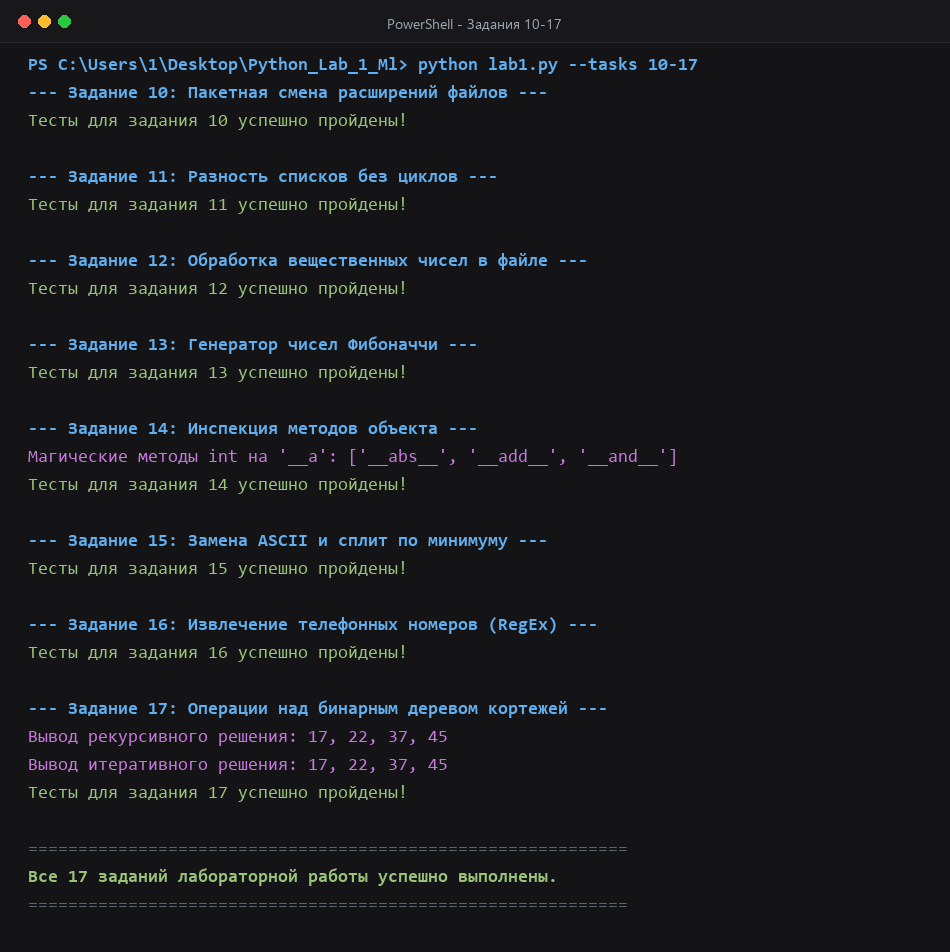 PowerShell - Задания 10-17
PS C:\Users\1\Desktop\Python_Lab_1_Ml> python lab1.py --tasks 10-17
--- Задание 10: Пакетная смена расширений файлов ---
Тесты для задания 10 успешно пройдены!
--- Задание 11: Разность списков без циклов ---
Тесты для задания 11 успешно пройдены!
--- Задание 12: Обработка вещественных чисел в файле ---
Тесты для задания 12 успешно пройдены!
--- Задание 13: Генератор чисел Фибоначчи ---
Тесты для задания 13 успешно пройдены!
--- Задание 14: Инспекция методов объекта ---
Магические методы int на '__a': ['__abs__', '__add__', '__and__']
Тесты для задания 14 успешно пройдены!
--- Задание 15: Замена ASCII и сплит по минимуму ---
Тесты для задания 15 успешно пройдены!
--- Задание 16: Извлечение телефонных номеров (RegEx) ---
Тесты для задания 16 успешно пройдены!
--- Задание 17: Операции над бинарным деревом кортежей ---
Вывод рекурсивного решения: 17, 22, 37, 45
Вывод итеративного решения: 17, 22, 37, 45
Тесты для задания 17 успешно пройдены!
============================================================
Все 17 заданий лабораторной работы успешно выполнены.
============================================================